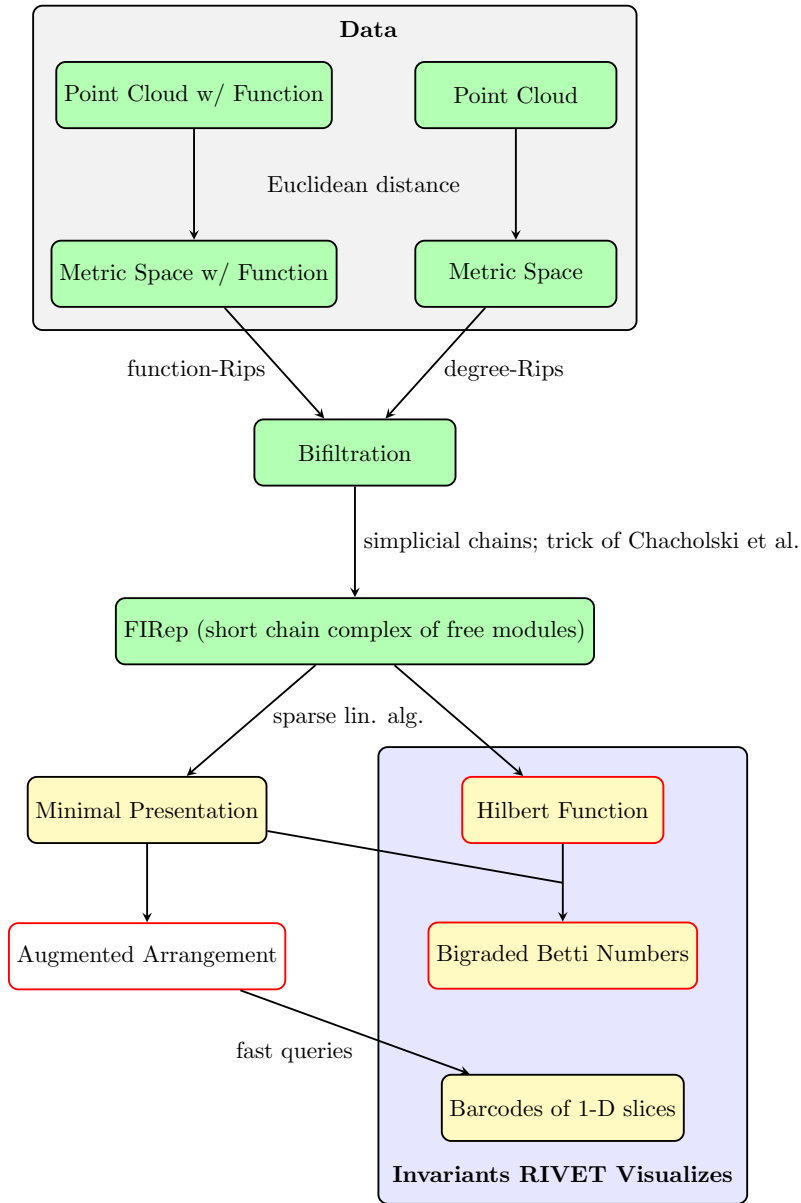 Data
Point Cloud w/ Function
Point Cloud
Euclidean distance
Metric Space w/ Function
Metric Space
function-Rips
degree-Rips
Bifiltration
simplicial chains; trick of Chacholski et al.
FIRep (short chain complex of free modules)
sparse lin. alg.
Minimal Presentation
Hilbert Function
Augmented Arrangement
Bigraded Betti Numbers
fast queries
Barcodes of 1-D slices
Invariants RIVET Visualizes